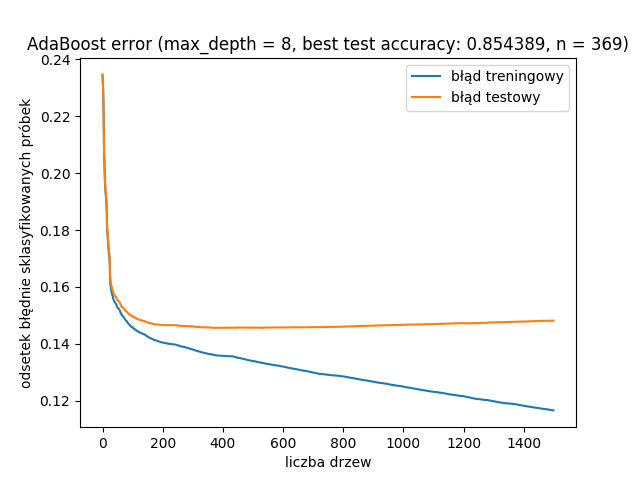 AdaBoost error (max_depth = 8, best test accuracy: 0.854389, n = 369)
błąd treningowy
błąd testowy
odsetek błędnie sklasyfikowanych próbek
0.24
0.22
0.20
0.18
0.16
0.14
0.12
0 200 400 600 800 1000 1200 1400
liczba drzew